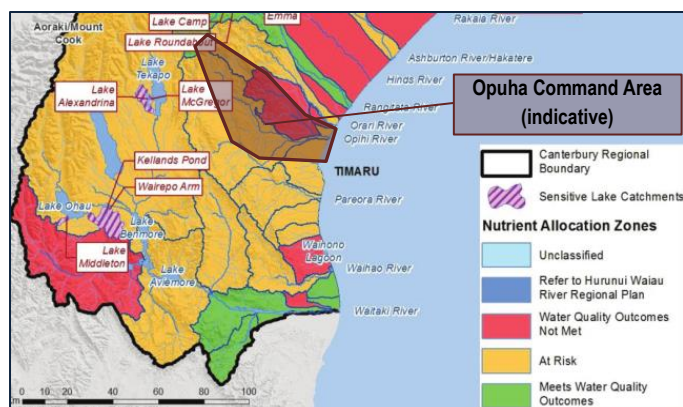 Aoraki/Mount
Cook
Lake Camp
Emma
Lake Roundabout
Rakaia River
Lake
Tekapo
Ashburton River/Hakatere
Hinds River
Lake
Alexandrina
Lake
McGregor
Rangitata River
Opuha Command Area
(indicative)
Orari River
Opihi River
Kellands Pond
TIMARU
Wairepo Arm
Pareora River
Lake Ohau
Lake
Benmore
Lake
Middleton
Wainono
Lagoon
Waihao River
Lake
Aviemore
Waitaki River
0 10 20 40 60 80 100
Canterbury Regional
Boundary
Sensitive Lake Catchments
Nutrient Allocation Zones
Unclassified
Refer to Hurunui Waiau
River Regional Plan
Water Quality Outcomes
Not Met
At Risk
Meets Water Quality
Outcomes